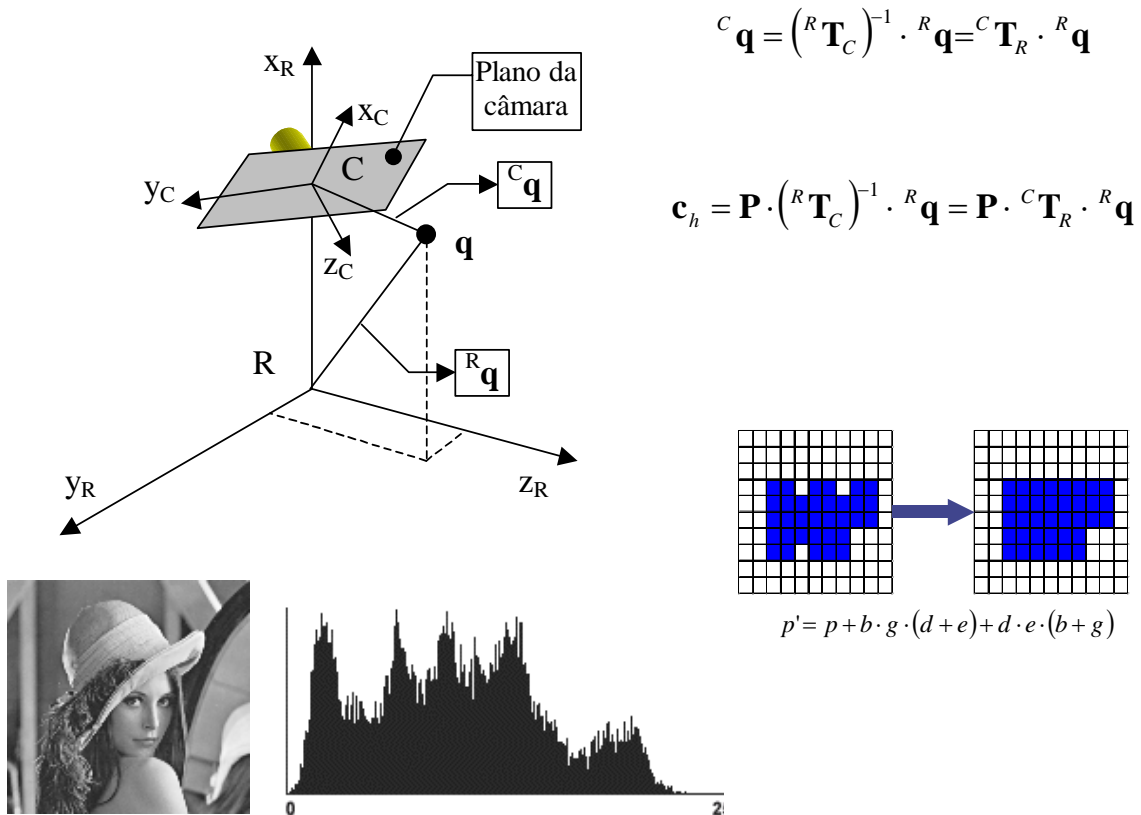 x_R
Plano da
câmara
x_C
C
y_C
^C q
q
z_C
R
^R q
y_R
z_R
^C q = (^R T_C)^{-1} · ^R q=^C T_R · ^R q
c_h = P · (^R T_C)^{-1} · ^R q = P · ^C T_R · ^R q
p'= p + b · g · (d + e) + d · e · (b + g)
0